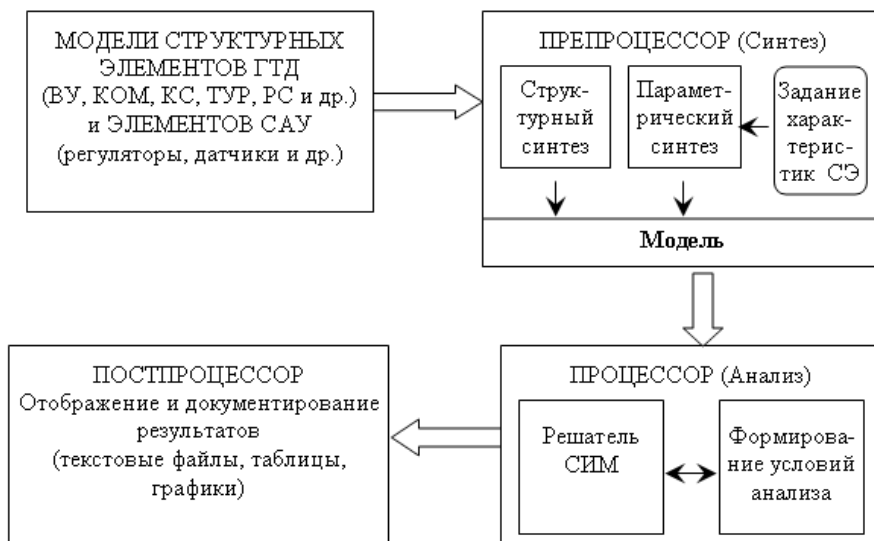 МОДЕЛИ СТРУКТУРНЫХ
ЭЛЕМЕНТОВ ГТД
(ВУ, КОМ, КС, ТУР, РС и др.)
и ЭЛЕМЕНТОВ САУ
(регуляторы, датчики и др.)
ПРЕПРОЦЕССОР (Синтез)
Струк-
турный
синтез
Парамет-
рический
синтез
Задание
харак-
терис-
тик СЭ
Модель
ПРОЦЕССОР (Анализ)
Решатель
СИМ
Формирова-
ние условий
анализа
ПОСТПРОЦЕССОР
Отображение и документирование
результатов
(текстовые файлы, таблицы,
графики)